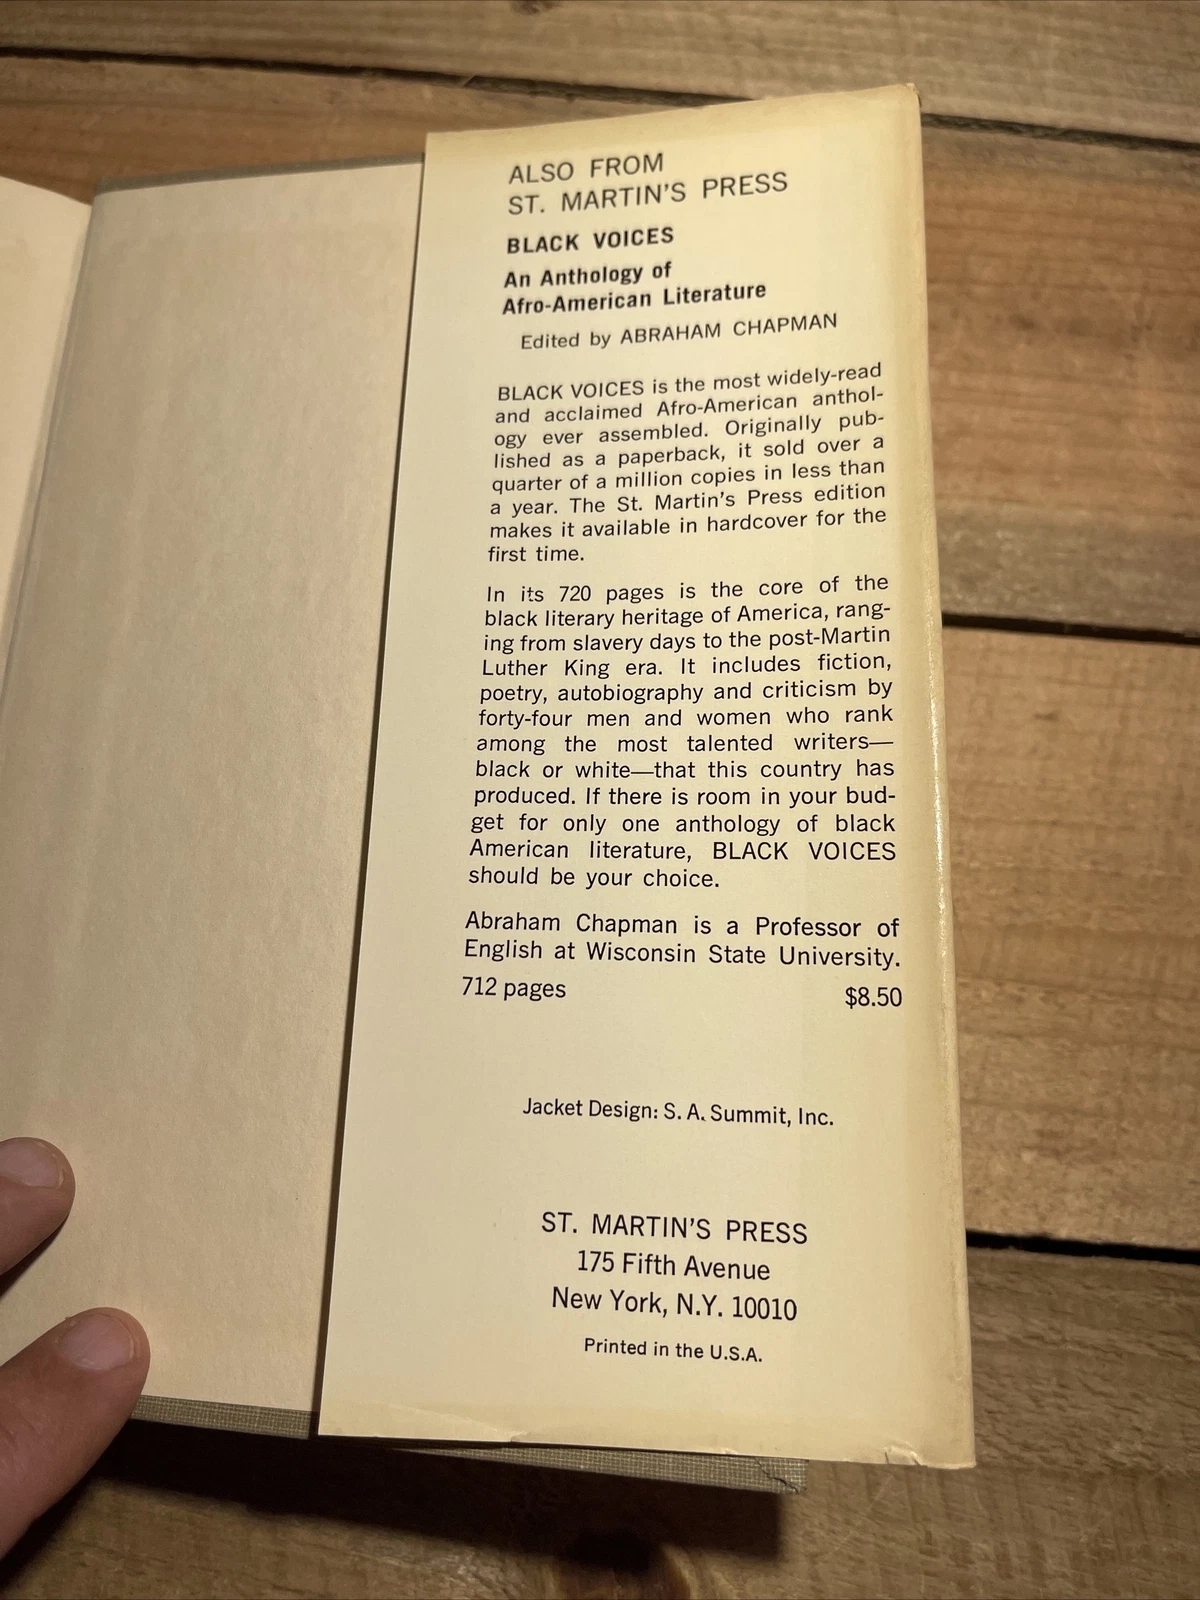 ALSO FROM
ST. MARTIN'S PRESS
BLACK VOICES
An Anthology of
Afro-American Literature
Edited by ABRAHAM CHAPMAN
BLACK VOICES is the most widely-read
and acclaimed Afro-American anthol-
ogy ever assembled. Originally pub-
lished as a paperback, it sold over a
quarter of a million copies in less than
a year. The St. Martin's Press edition
makes it available in hardcover for the
first time.
In its 720 pages is the core of the
black literary heritage of America, rang-
ing from slavery days to the post-Martin
Luther King era. It includes fiction,
poetry, autobiography and criticism by
forty-four men and women who rank
among the most talented writers—
black or white—that this country has
produced. If there is room in your bud-
get for only one anthology of black
American literature, BLACK VOICES
should be your choice.
Abraham Chapman is a Professor of
English at Wisconsin State University.
712 pages $8.50
Jacket Design: S. A. Summit, Inc.
ST. MARTIN'S PRESS
175 Fifth Avenue
New York, N.Y. 10010
Printed in the U.S.A.